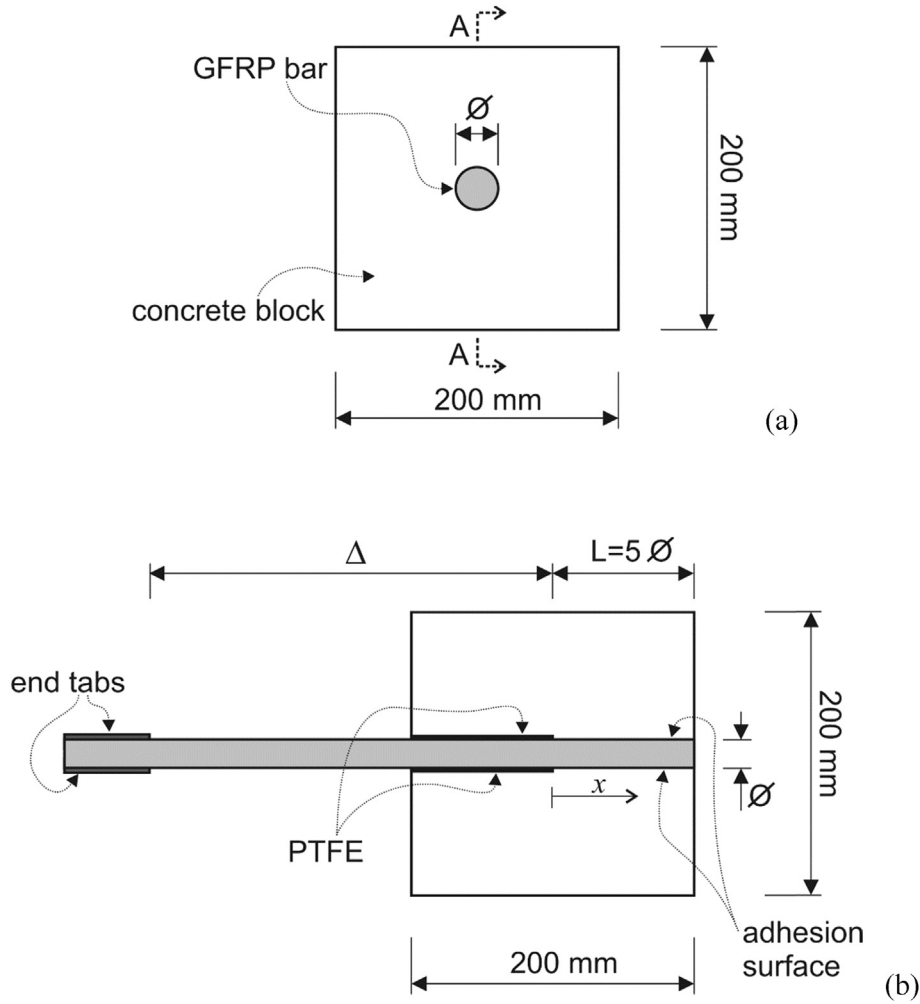 A
GFRP bar
Ø
200 mm
concrete block
A
200 mm
(a)
Δ
L=5 Ø
end tabs
200 mm
x
Ø
PTFE
adhesion
surface
200 mm
(b)